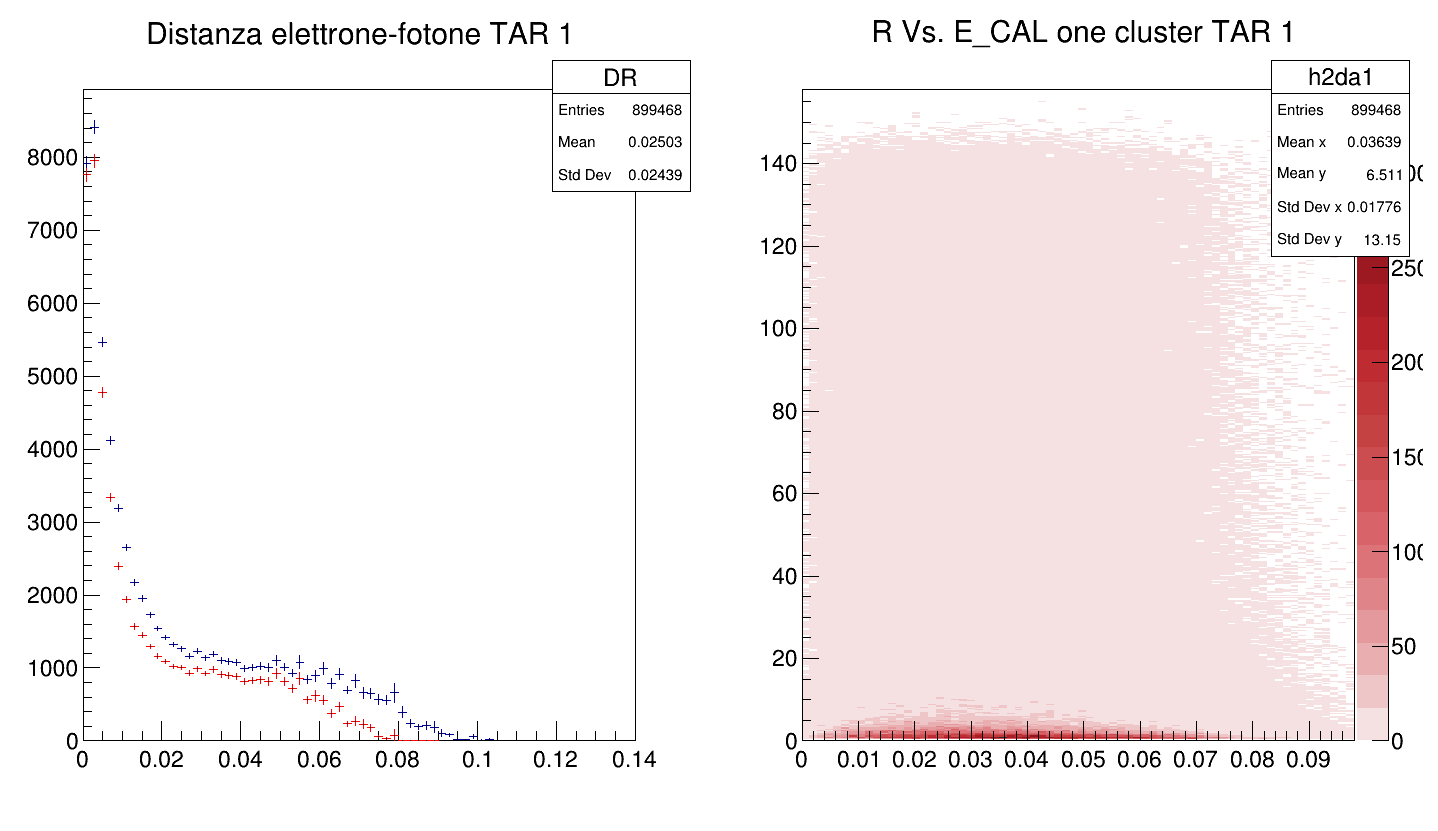 Distanza elettrone-fotone TAR 1
DR
Entries 899468
Mean 0.02503
Std Dev 0.02439
8000
7000
6000
5000
4000
3000
2000
1000
0
0 0.02 0.04 0.06 0.08 0.1 0.12 0.14
R Vs. E_CAL one cluster TAR 1
h2da1
Entries 899468
Mean x 0.03639
Mean y 6.511
Std Dev x 0.01776
Std Dev y 13.15
140
120
100
80
60
40
20
0
0 0.01 0.02 0.03 0.04 0.05 0.06 0.07 0.08 0.09
50
0